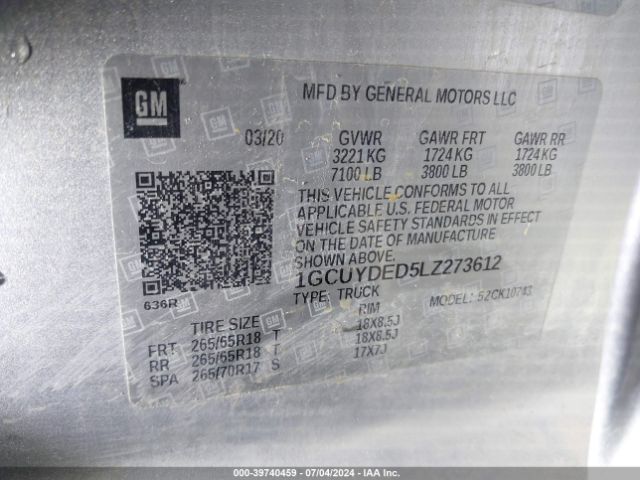 GM
MFD BY GENERAL MOTORS LLC
03/20 GVWR GAWR FRT GAWR RR
3221 KG 1724 KG 1724 KG
7100 LB 3800 LB 3800 LB
THIS VEHICLE CONFORMS TO ALL
APPLICABLE U.S. FEDERAL MOTOR
VEHICLE SAFETY STANDARDS IN EFFECT
ON THE DATE OF MANUFACTURE
SHOWN ABOVE.
1GCUYDED5LZ273612
TYPE: TRUCK MODEL: 52CK10743
636R
TIRE SIZE RIM
FRT 265/65R18 T 18X8.5J
RR 265/65R18 T 18X8.5J
SPA 265/70R17 S 17X7J
000-39740459 - 07/04/2024 - IAA Inc.